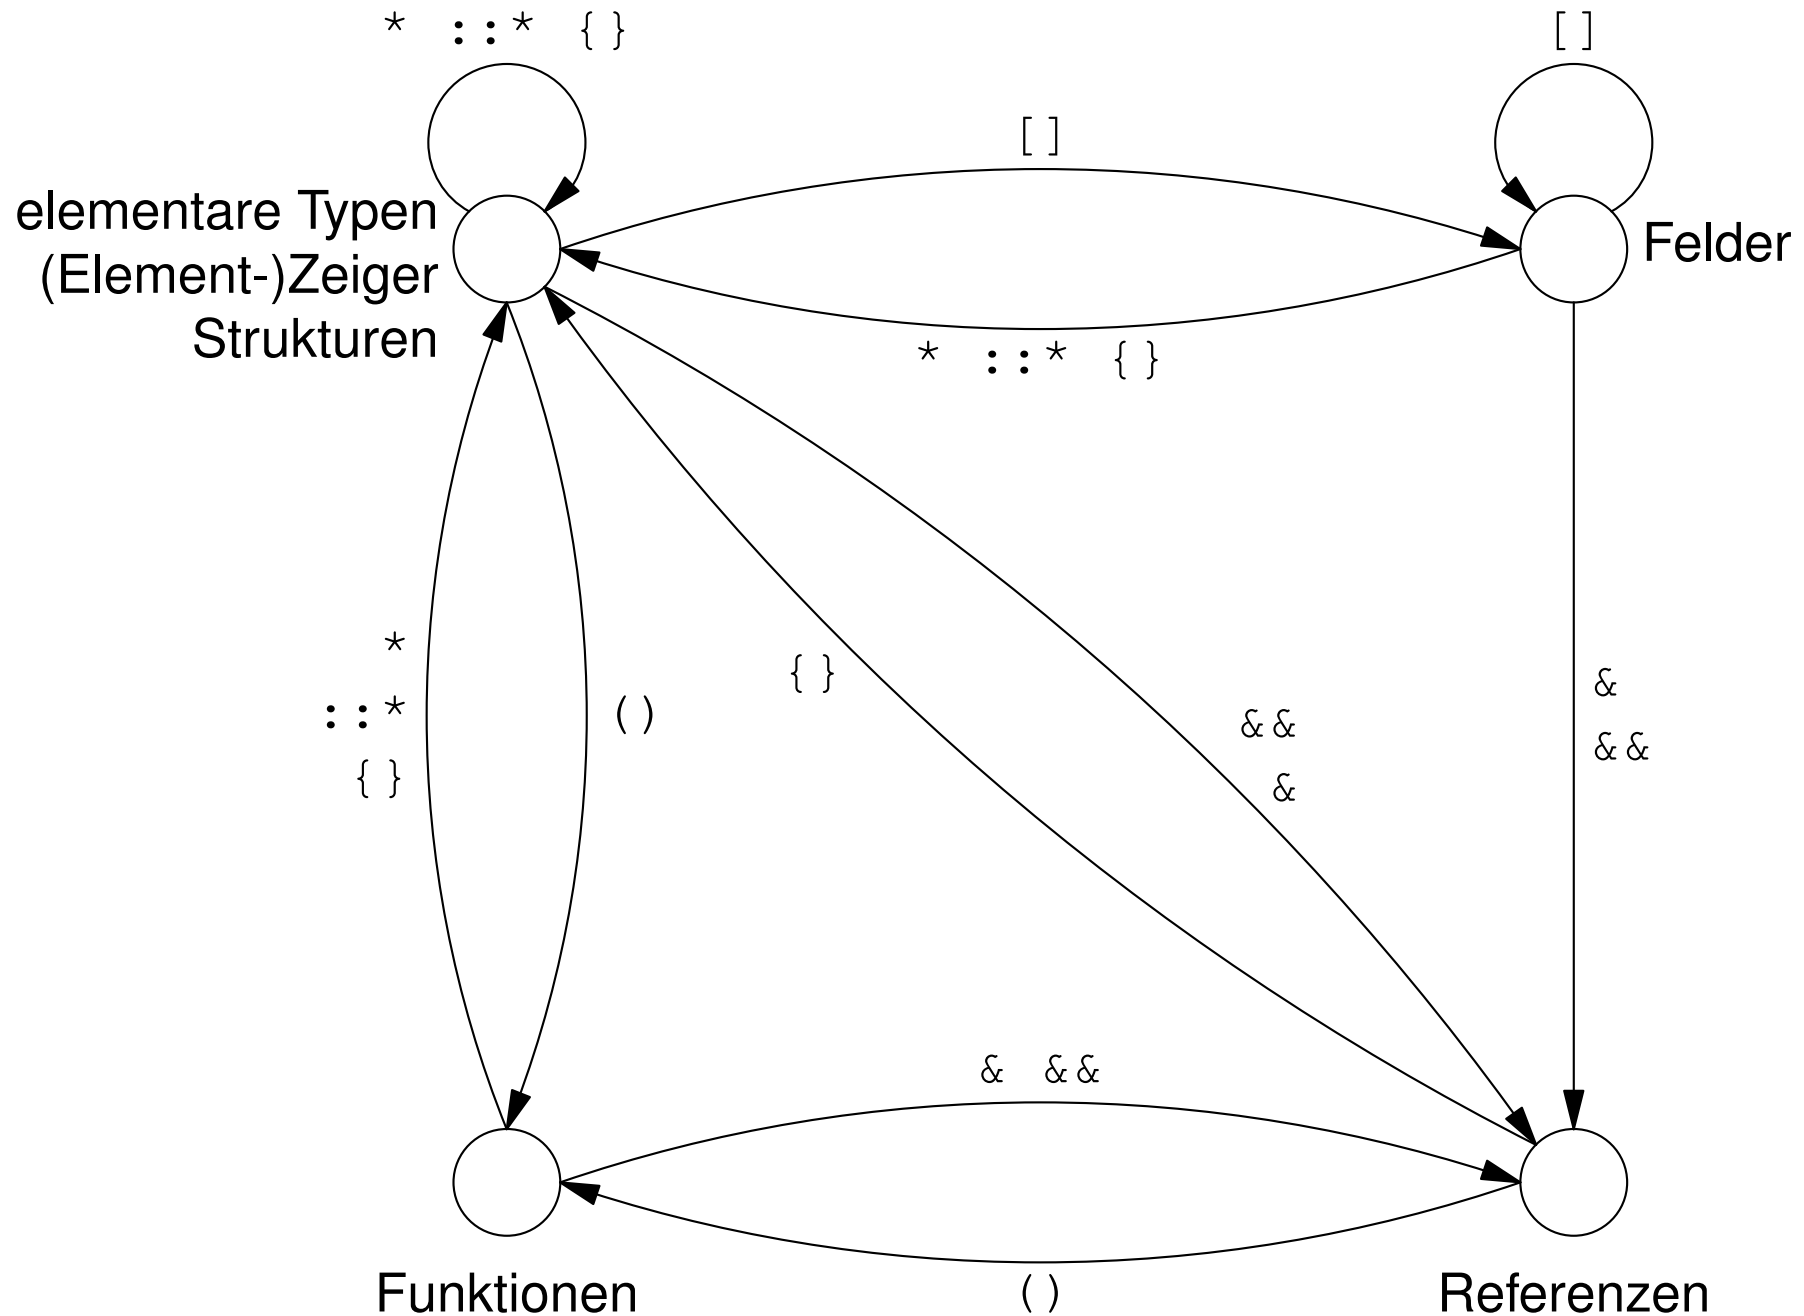 * ::* {}
[]
[]
elementare Typen
(Element-)Zeiger
Strukturen
Felder
* ::* {}
*
::*
{}
()
{}
&&
&
&
&&
& &&
()
Funktionen
Referenzen